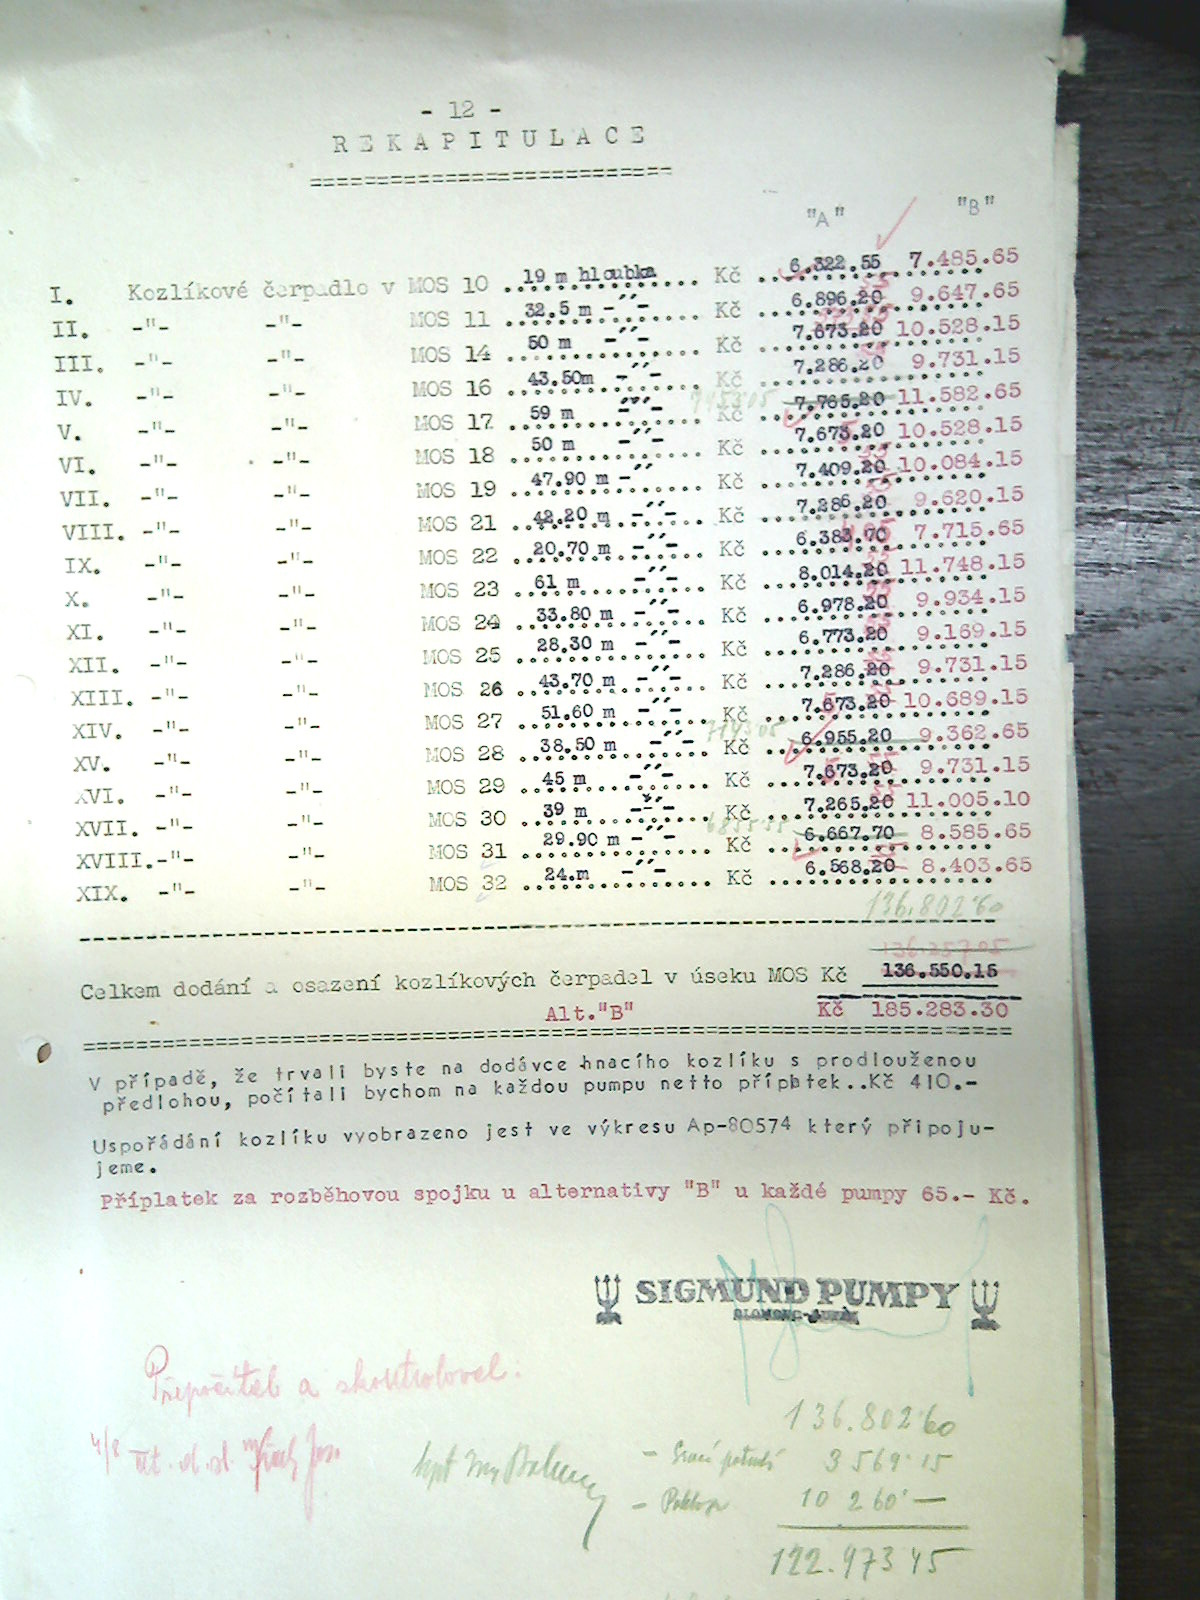 - 12 -
REKAPITULACE
"A" "B"
I. Kozlíkové čerpadlo v MOS 10 19 m hloubka Kč 6.322.55 7.485.65
II. -"- -"- MOS 11 32.5 m -"- Kč 6.896.20 9.647.65
III. -"- -"- MOS 14 50 m -"- Kč 7.673.20 10.528.15
IV. -"- -"- MOS 16 43.50m -"- Kč 7.286.20 9.731.15
V. -"- -"- MOS 17 59 m -"- Kč 7.765.20 11.582.65
VI. -"- -"- MOS 18 50 m -"- Kč 7.673.20 10.528.15
VII. -"- -"- MOS 19 47.90 m -"- Kč 7.409.20 10.084.15
VIII. -"- -"- MOS 21 42.20 m -"- Kč 7.286.20 9.620.15
IX. -"- -"- MOS 22 20.70 m -"- Kč 6.383.70 7.715.65
X. -"- -"- MOS 23 61 m -"- Kč 8.014.20 11.748.15
XI. -"- -"- MOS 24 33.80 m -"- Kč 6.978.20 9.934.15
XII. -"- -"- MOS 25 28.30 m -"- Kč 6.773.20 9.169.15
XIII. -"- -"- MOS 26 43.70 m -"- Kč 7.286.20 9.731.15
XIV. -"- -"- MOS 27 51.60 m -"- Kč 7.673.20 10.689.15
XV. -"- -"- MOS 28 38.50 m -"- Kč 6.955.20 9.362.65
XVI. -"- -"- MOS 29 45 m -"- Kč 7.673.20 9.731.15
XVII. -"- -"- MOS 30 39 m -"- Kč 7.265.20 11.005.10
XVIII. -"- -"- MOS 31 29.90 m -"- Kč 6.667.70 8.585.65
XIX. -"- -"- MOS 32 24.m -"- Kč 6.568.20 8.403.65
136.802'60
Celkem dodání a osazení kozlíkových čerpadel v úseku MOS Kč 136.550.15
Alt."B" Kč 185.283.30
V případě, že trvali byste na dodávce hnacího kozlíku s prodlouženou
předlohou, počítali bychom na každou pumpu netto příplatek..Kč 410.-
Uspořádání kozlíku vyobrazeno jest ve výkresu Ap-80574 který připoju-
jeme.
Příplatek za rozběhovou spojku u alternativy "B" u každé pumpy 65.- Kč.
SIGMUND PUMPY
Přepočítal a skontroloval:
4/8
136.802'60
- 3569.15
- 10 260'—
122.973 45